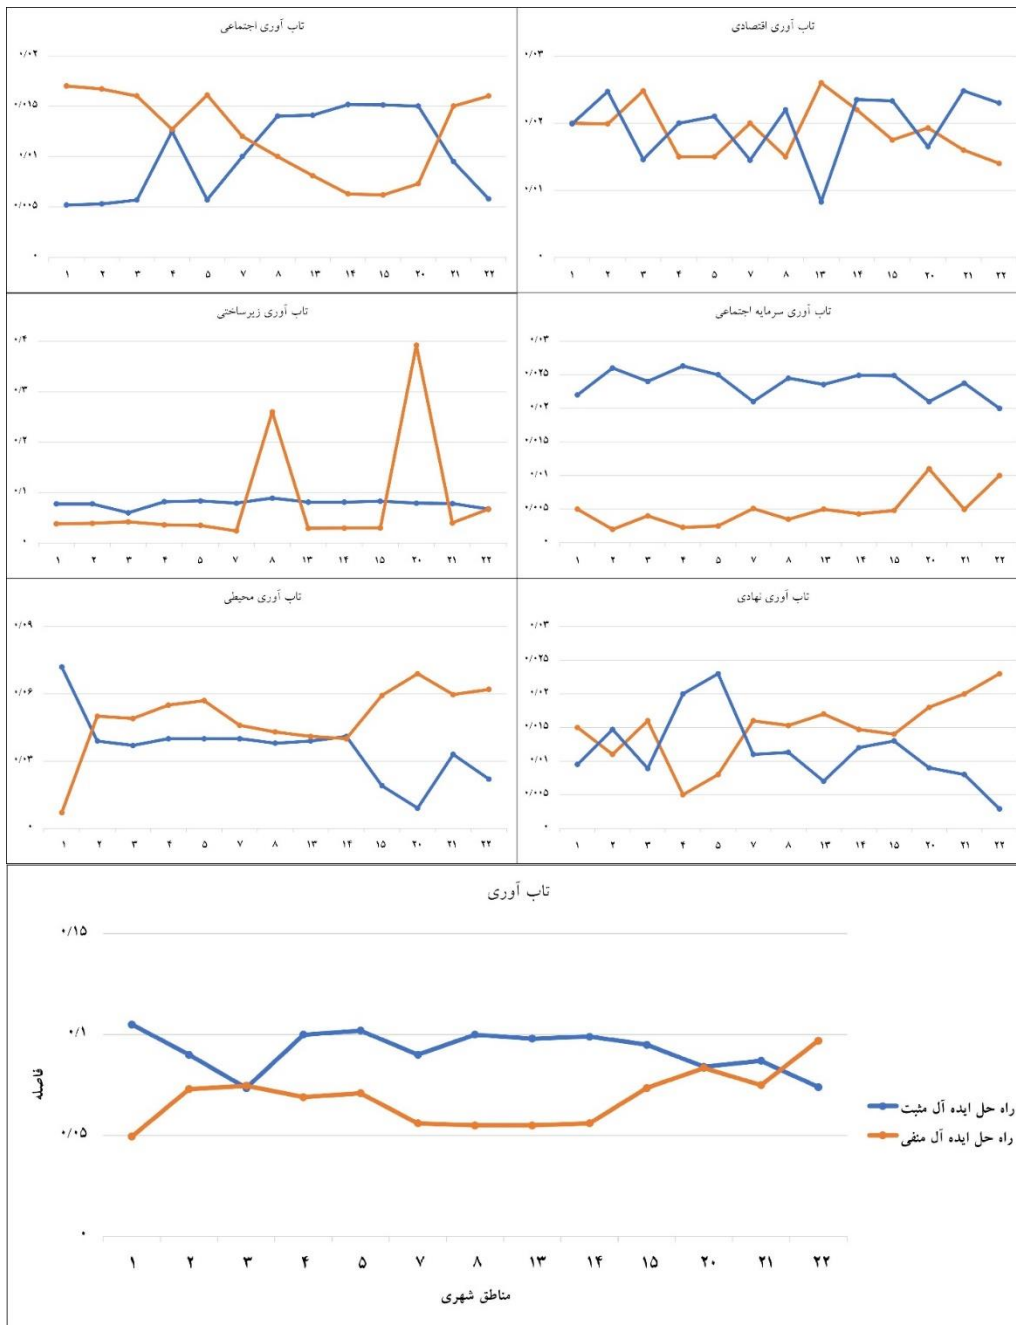 تاب آوری اجتماعی
۰/۰۲
۰/۰۱۵
۰/۰۱
۰/۰۰۵
۰
۱ ۲ ۳ ۴ ۵ ۷ ۸ ۱۳ ۱۴ ۱۵ ۲۰ ۲۱ ۲۲
تاب آوری اقتصادی
۰/۰۳
۰/۰۲
۰/۰۱
۰
۱ ۲ ۳ ۴ ۵ ۷ ۸ ۱۳ ۱۴ ۱۵ ۲۰ ۲۱ ۲۲
تاب آوری زیرساختی
۰/۴
۰/۳
۰/۲
۰/۱
۰
۱ ۲ ۳ ۴ ۵ ۷ ۸ ۱۳ ۱۴ ۱۵ ۲۰ ۲۱ ۲۲
تاب آوری سرمایه اجتماعی
۰/۰۳
۰/۰۲۵
۰/۰۲
۰/۰۱۵
۰/۰۱
۰/۰۰۵
۰
۱ ۲ ۳ ۴ ۵ ۷ ۸ ۱۳ ۱۴ ۱۵ ۲۰ ۲۱ ۲۲
تاب آوری محیطی
۰/۰۹
۰/۰۶
۰/۰۳
۰
۱ ۲ ۳ ۴ ۵ ۷ ۸ ۱۳ ۱۴ ۱۵ ۲۰ ۲۱ ۲۲
تاب آوری نهادی
۰/۰۳
۰/۰۲۵
۰/۰۲
۰/۰۱۵
۰/۰۱
۰/۰۰۵
۰
۱ ۲ ۳ ۴ ۵ ۷ ۸ ۱۳ ۱۴ ۱۵ ۲۰ ۲۱ ۲۲
تاب آوری
۰/۱۵
۰/۱
۰/۰۵
۰
فاصله
۱ ۲ ۳ ۴ ۵ ۷ ۸ ۱۳ ۱۴ ۱۵ ۲۰ ۲۱ ۲۲
مناطق شهری
راه حل ایده آل مثبت
راه حل ایده آل منفی